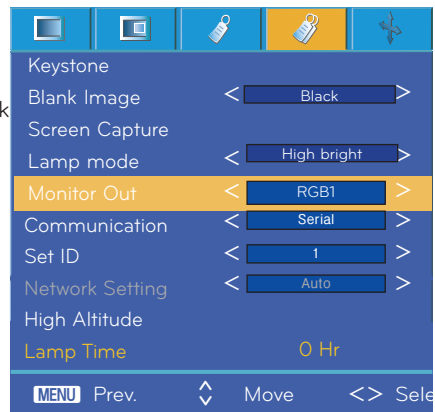 Keystone
Blank Image < Black >
k
Screen Capture
Lamp mode < High bright >
Monitor Out < RGB1 >
Communication < Serial >
Set ID < 1 >
Network Setting < Auto >
High Altitude
Lamp Time 0 Hr
MENU Prev. Move <> Sele